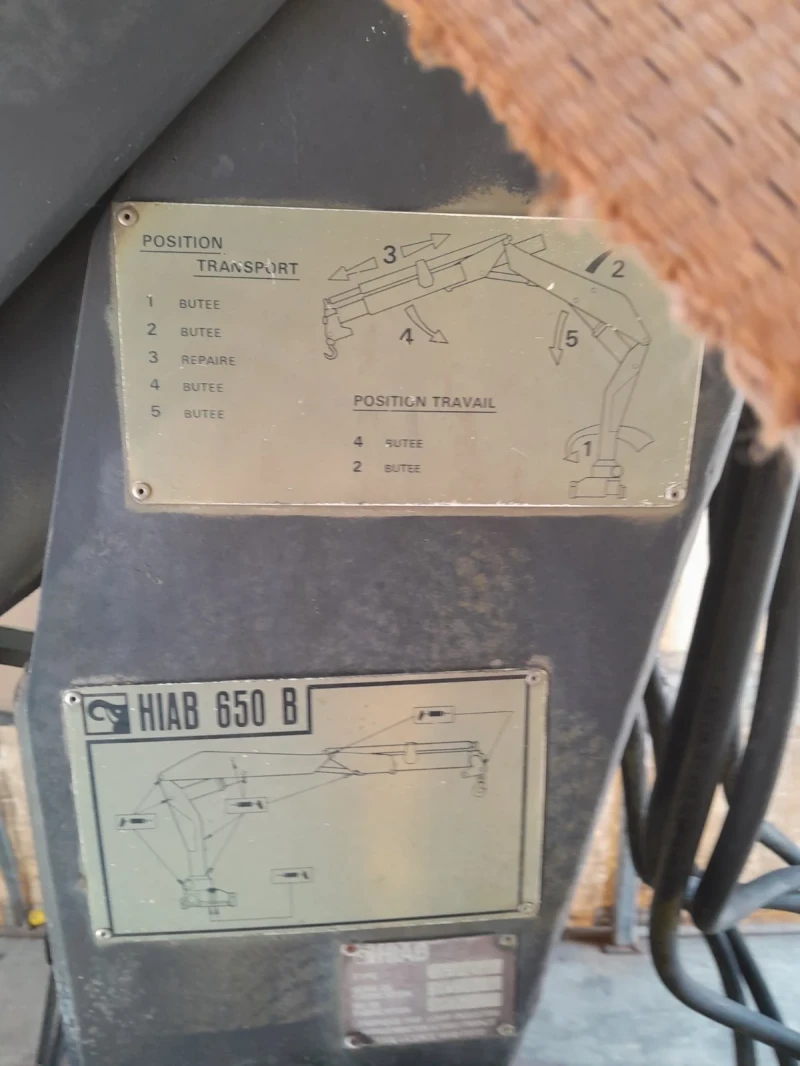 POSITION
TRANSPORT
1 BUTEE
2 BUTEE
3 REPAIRE
4 BUTEE
5 BUTEE
3
2
4
5
1
POSITION TRAVAIL
4 BUTEE
2 BUTEE
HIAB 650 B
HIAB